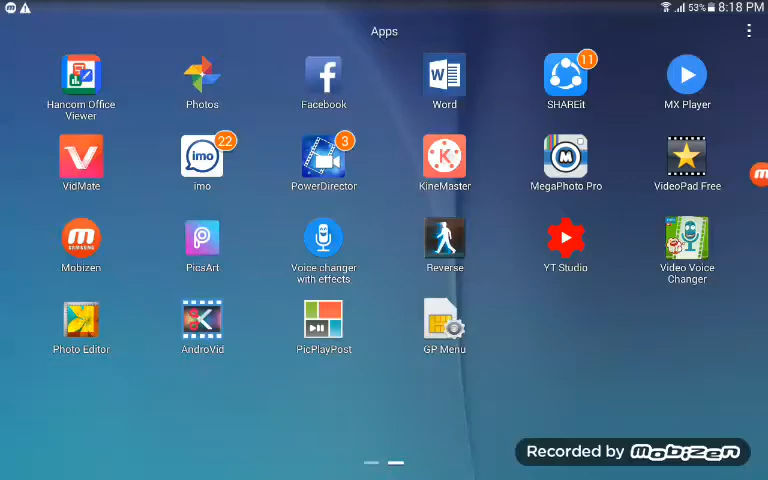 53% 8:18 PM
Apps
Hancom Office Viewer
Photos
Facebook
W
Word
11
SHAREit
MX Player
VidMate
22
imo
imo
3
PowerDirector
K
KineMaster
M
MegaPhoto Pro
VideoPad Free
m
SAMSUNG
Mobizen
PicsArt
Voice changer with effects
Reverse
YT Studio
Video Voice Changer
Photo Editor
AndroVid
PicPlayPost
GP Menu
Recorded by mobizen